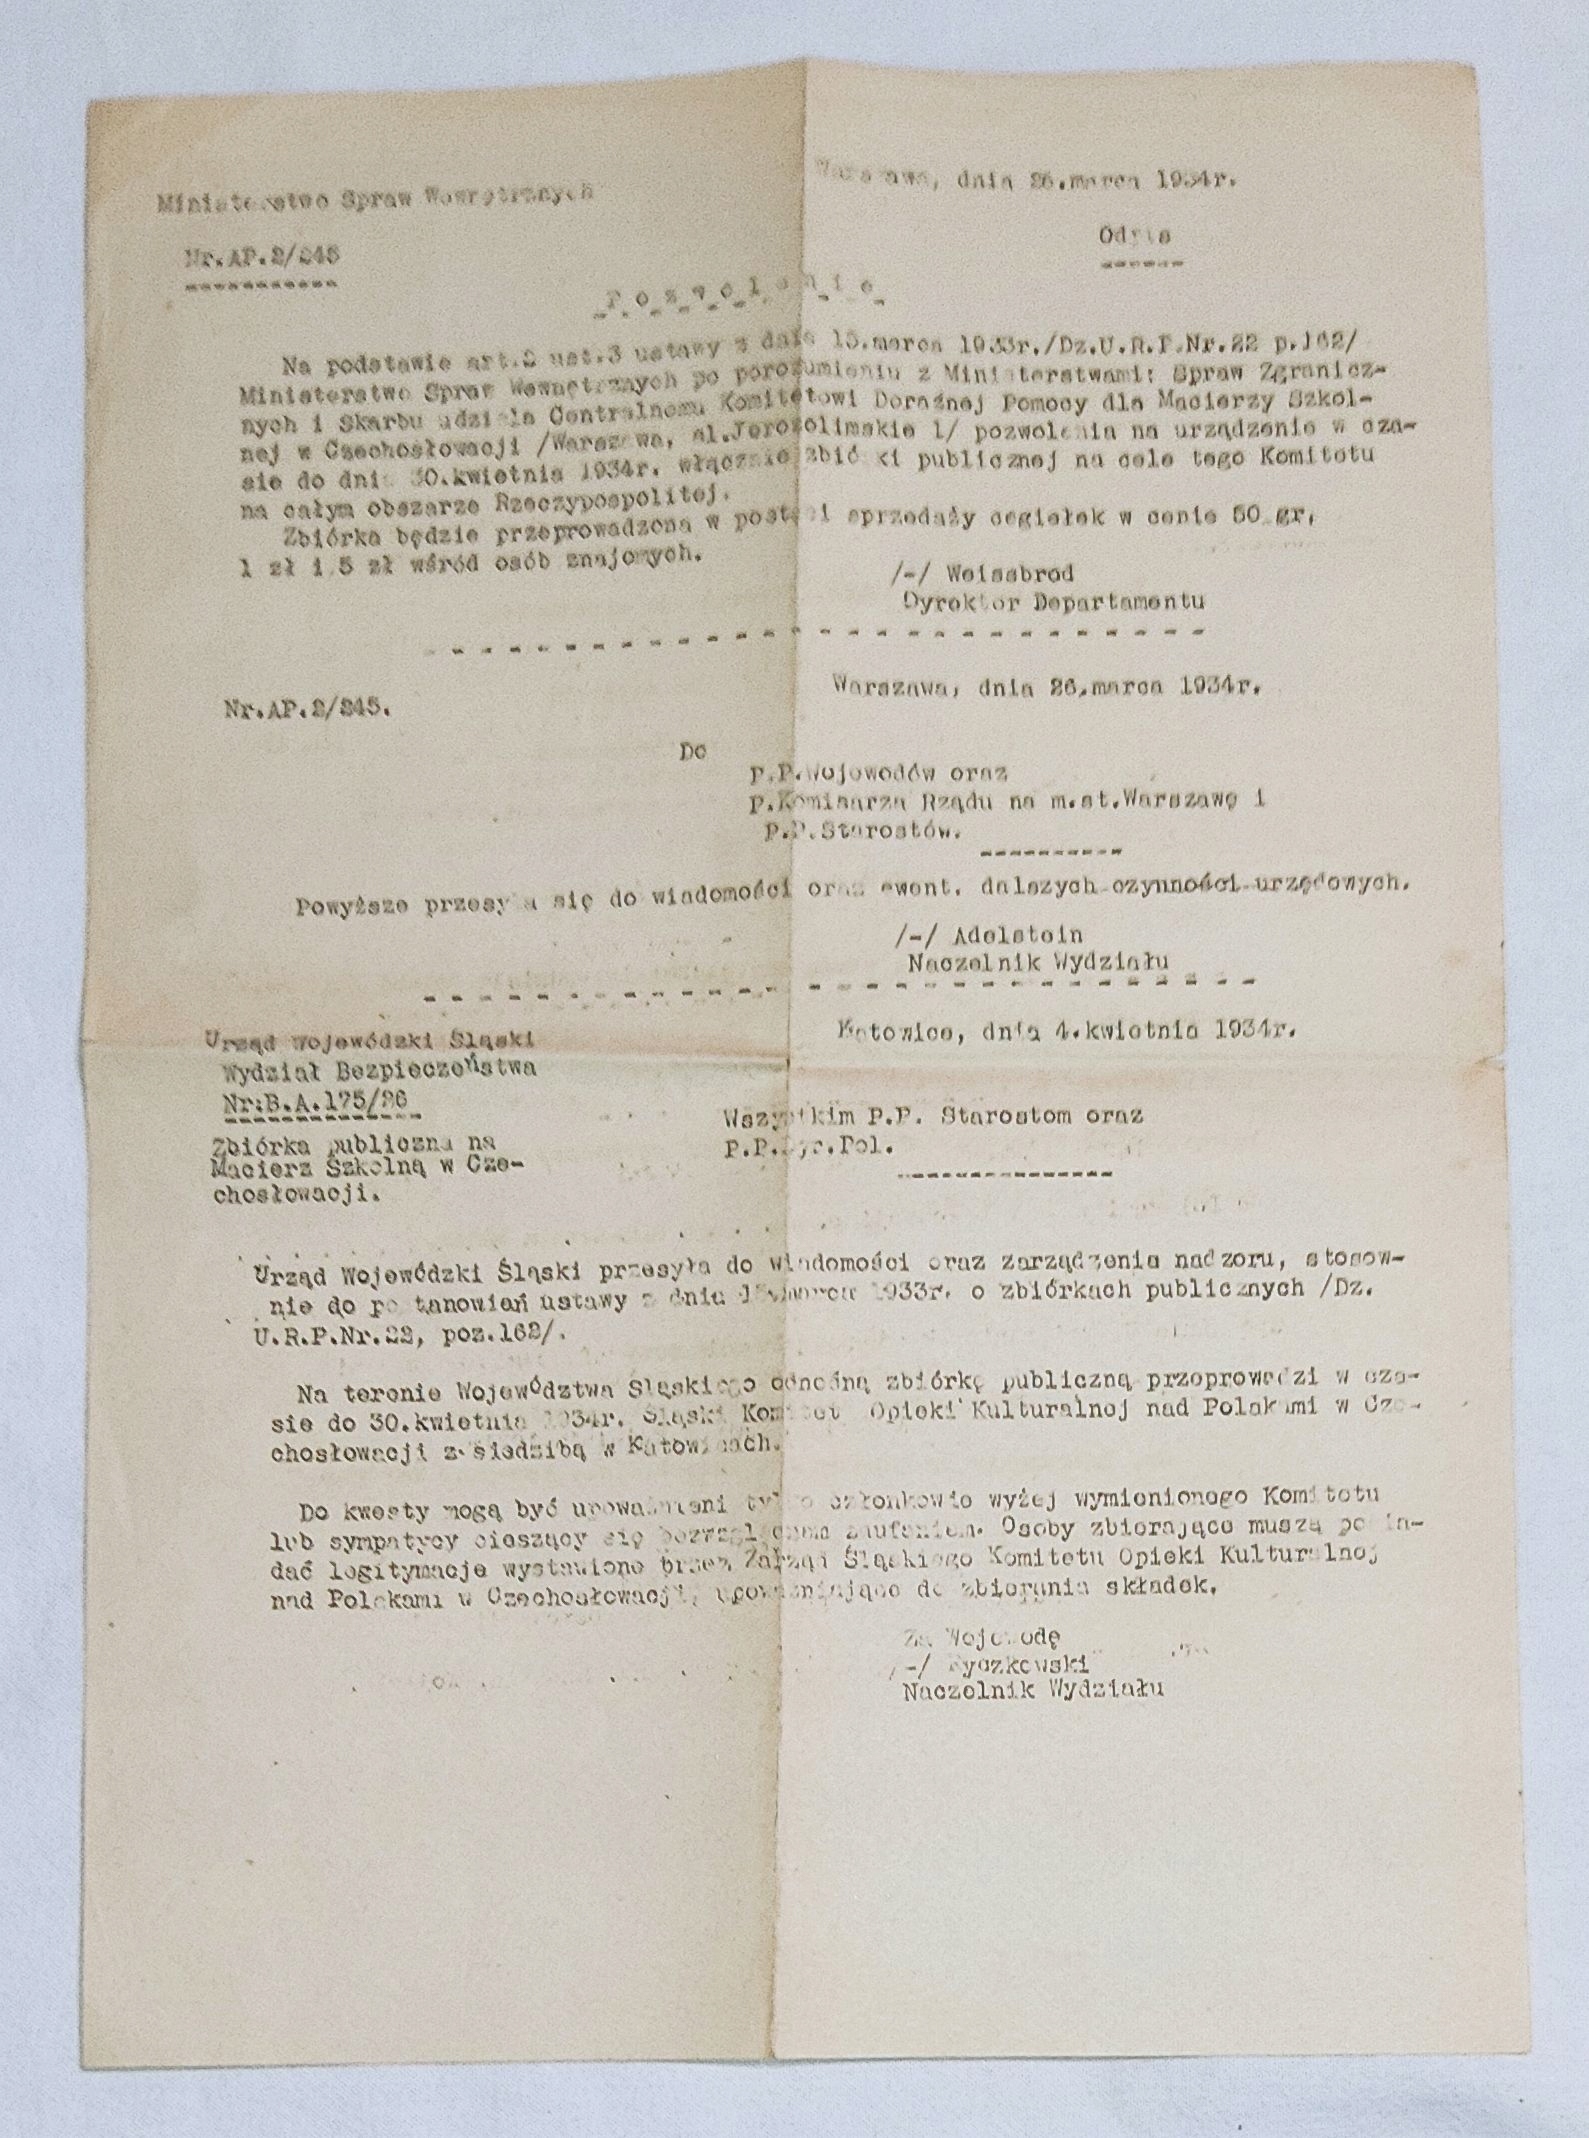 Warszawa, dnia 26.marca 1934r.
Ministerstwo Spraw Wewnętrznych
Odpis
Nr.AP.2/245
Pozwolenie
Na podstawie art.2 ust.3 ustawy z dnia 15.marca 1933r./Dz.U.R.P.Nr.22 p.162/
Ministerstwo Spraw Wewnętrznych po porozumieniu z Ministerstwami: Spraw Zgranicz-
nych i Skarbu udziela Centralnemu Komitetowi Doraźnej Pomocy dla Macierzy Szkol-
nej w Czechosłowacji /Warszawa, al.Jerozolimskie 1/ pozwolenia na urządzenie w cza-
sie do dnia 30.kwietnia 1934r. włącznie zbiórki publicznej na cele tego Komitetu
na całym obszarze Rzeczypospolitej.
Zbiórka będzie przeprowadzona w postaci sprzedaży cegiełek w cenie 50 gr,
1 zł i 5 zł wśród osób znajomych.
/-/ Weissbrod
Dyrektor Departamentu
Warszawa, dnia 26.marca 1934r.
Nr.AP.2/245.
Do
P.P.Wojewodów oraz
P.Komisarza Rządu na m.st.Warszawę i
P.P.Starostów.
Powyższe przesyła się do wiadomości oraz ewent. dalszych czynności urzędowych.
/-/ Adelstein
Naczelnik Wydziału
Katowice, dnia 4.kwietnia 1934r.
Urząd Wojewódzki Śląski
Wydział Bezpieczeństwa
Nr:B.A.175/26
Wszystkim P.P. Starostom oraz
P.P.Dyr.Pol.
Zbiórka publiczna na
Macierz Szkolną w Cze-
chosłowacji.
Urząd Wojewódzki Śląski przesyła do wiadomości oraz zarządzenia nadzoru, stosow-
nie do postanowień ustawy z dnia 15.marca 1933r. o zbiórkach publicznych /Dz.
U.R.P.Nr.22, poz.162/.
Na terenie Województwa Śląskiego odnośną zbiórkę publiczną przeprowadzi w cza-
sie do 30.kwietnia 1934r. Śląski Komitet Opieki Kulturalnej nad Polakami w Cze-
chosłowacji z siedzibą w Katowicach.
Do kwesty mogą być upoważnieni tylko członkowie wyżej wymienionego Komitetu
lub sympatycy cieszący się bezwzględnem zaufaniem. Osoby zbierające muszą posia-
dać legitymacje wystawione przez Zarząd Śląskiego Komitetu Opieki Kulturalnej
nad Polakami w Czechosłowacji, upoważniające do zbierania składek.
Za Wojewodę
/-/ Ryczkowski
Naczelnik Wydziału